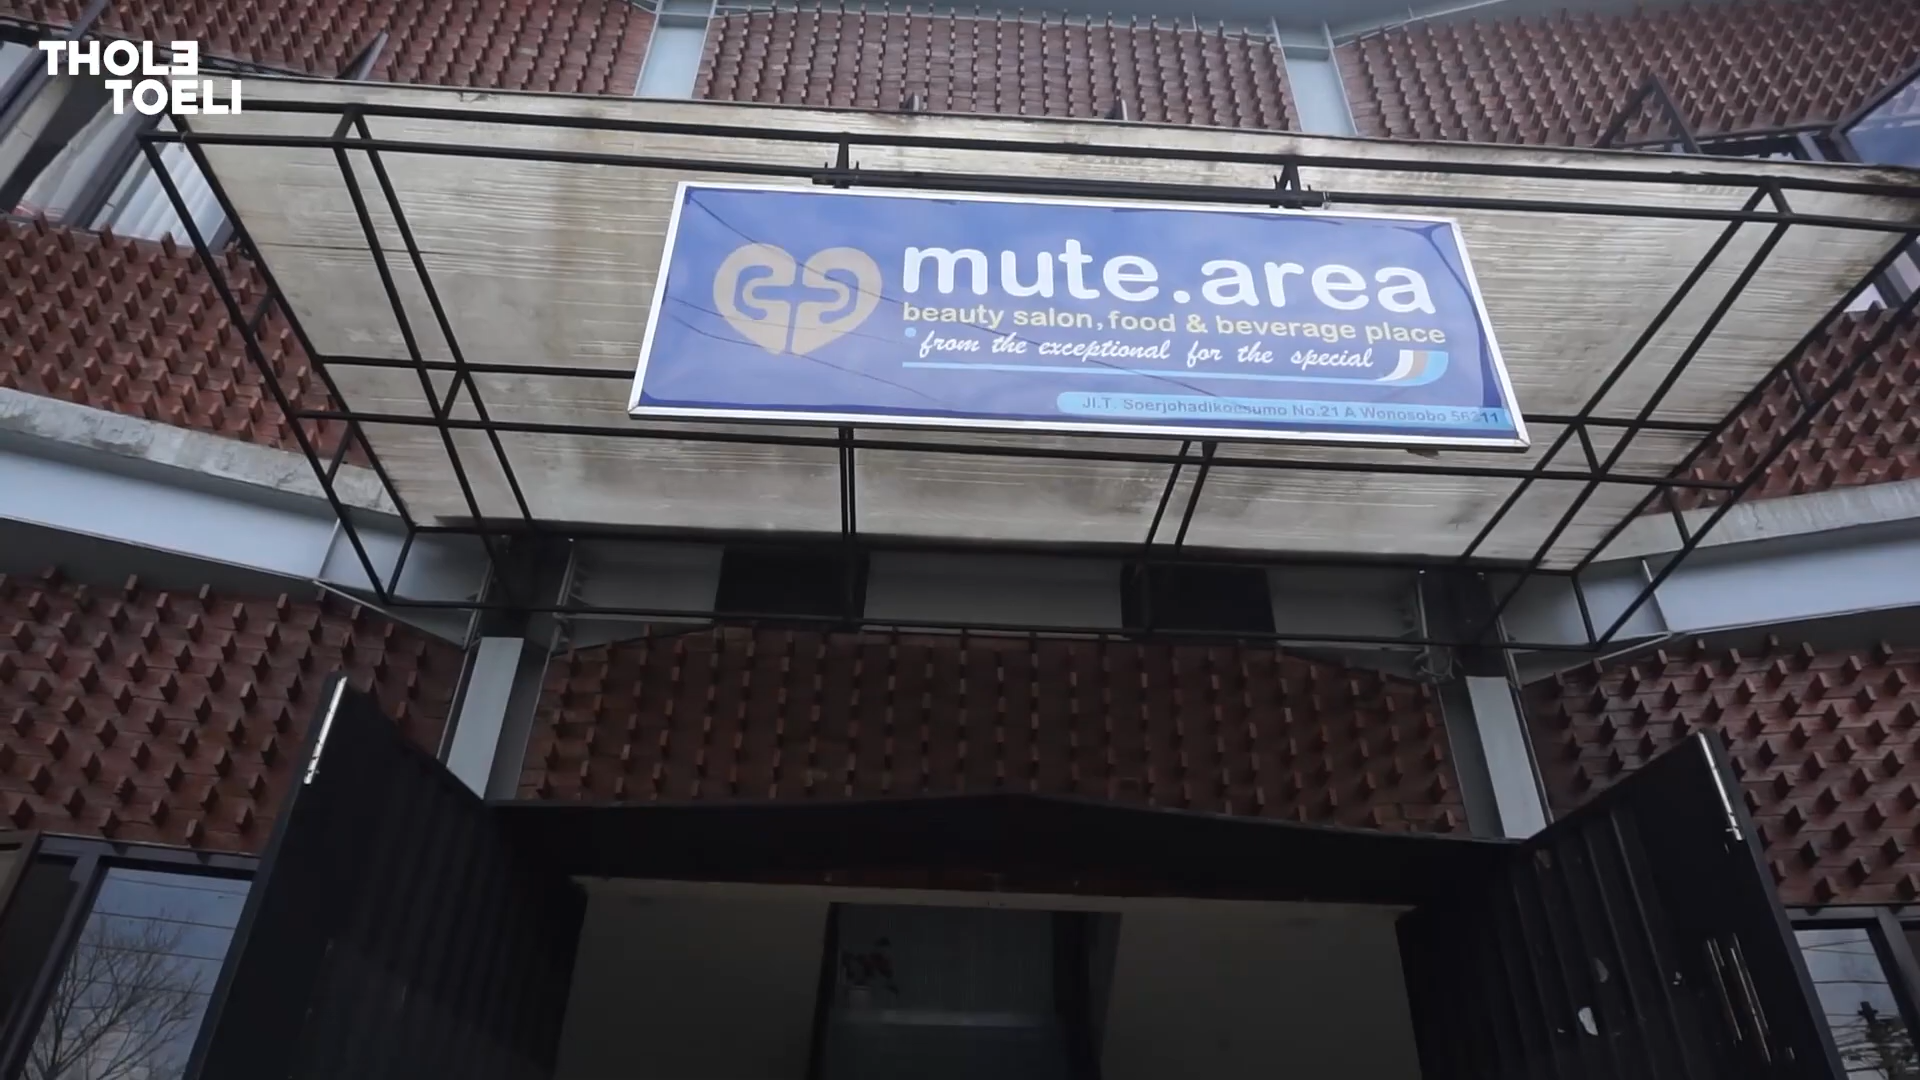 THOLE
TOELI
mute.area
beauty salon, food & beverage place
from the exceptional for the special
Jl.T. Soerjohadikoesumo No.21 A Wonosobo 56311